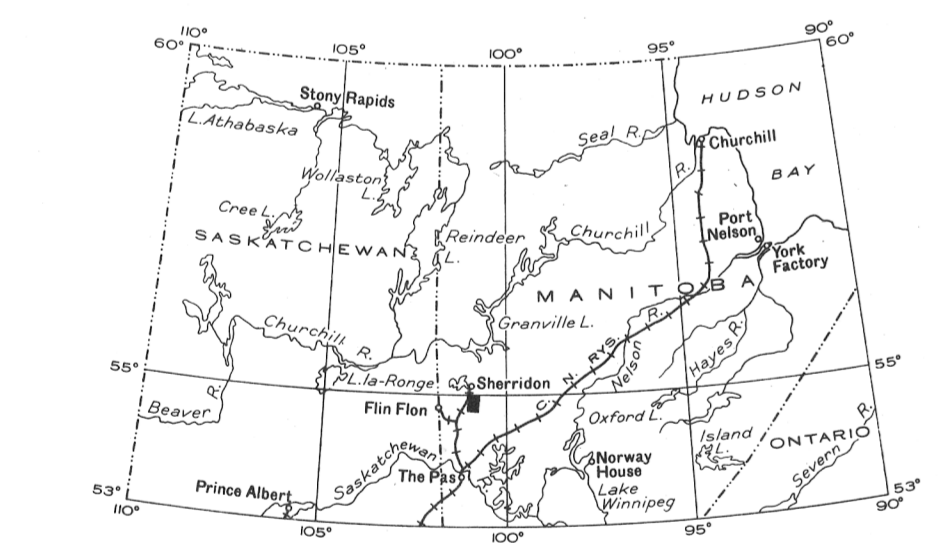 110°
60°
105°
100°
95°
90°
60°
HUDSON
BAY
Stony Rapids
L.Athabaska
Seal R.
Churchill
R.
Wollaston
L.
Cree L.
SASKATCHEWAN
Reindeer
L.
Churchill
Port
Nelson
York
Factory
MANITOBA
Granville L.
Churchill R.
R.
Nelson
Hayes R.
C. N. RYS.
55°
55°
L.la-Ronge
Sherridon
Beaver R.
Flin Flon
Oxford L.
Island
L.
ONTARIO
Severn R.
Saskatchewan
The Pas
Norway
House
Lake
Winnipeg
Prince Albert
53°
110°
105°
100°
95°
53°
90°